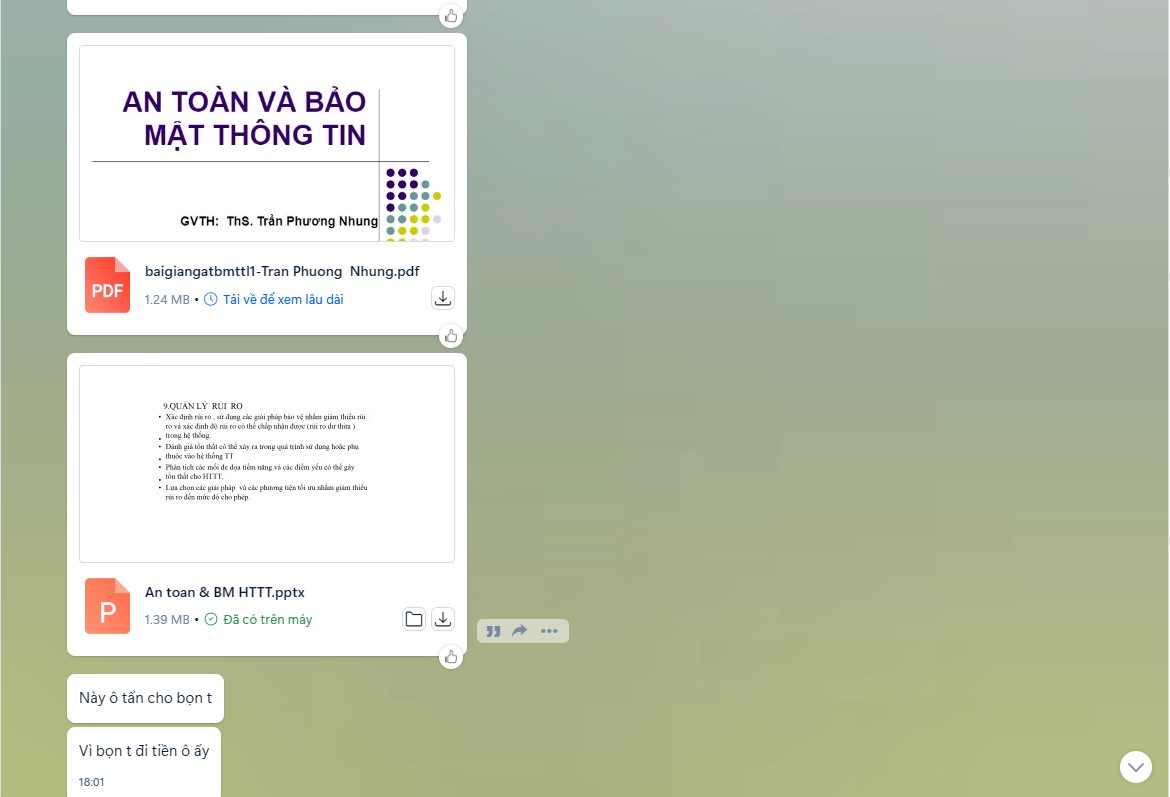 AN TOÀN VÀ BẢO
MẬT THÔNG TIN
GVTH: ThS. Trần Phương Nhung
PDF
baigiangatbmttl1-Tran Phuong Nhung.pdf
1.24 MB • Tải về để xem lâu dài
9.QUẢN LÝ RỦI RO
• Xác định rủi ro , sử dụng các giải pháp bảo vệ nhằm giảm thiểu rủi
ro và xác định độ rủi ro có thể chấp nhận được (rủi ro dư thừa )
trong hệ thống.
• Đánh giá tổn thất có thể xảy ra trong quá trình sử dụng hoặc phụ
thuộc vào hệ thống TT
• Phân tích các mối đe dọa tiềm năng và các điểm yếu có thể gây
tổn thất cho HTTT.
• Lựa chọn các giải pháp và các phương tiện tối ưu nhằm giảm thiểu
rủi ro đến mức độ cho phép.
P
An toan & BM HTTT.pptx
1.39 MB • Đã có trên máy
Này ô tấn cho bọn t
Vì bọn t đi tiền ô ấy
18:01